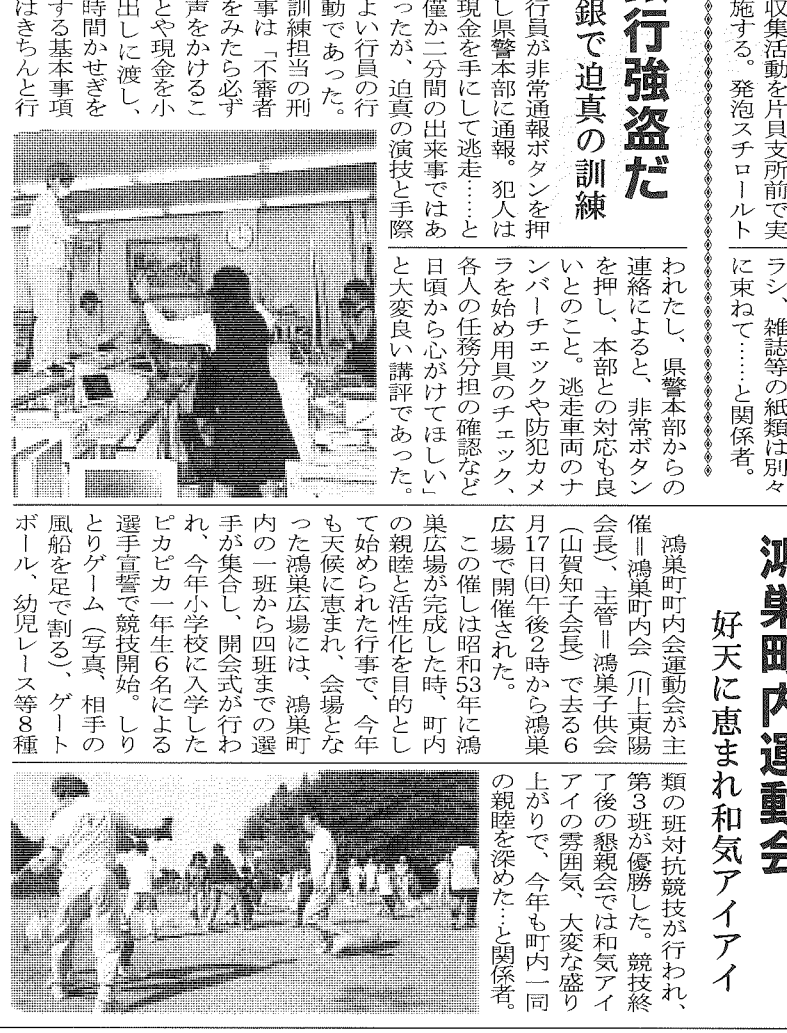 収集活動を片貝支所前で実
施する。発泡スチロールト
ラシ、雑誌等の紙類は別々
に束ねて……と関係者。
行強盗だ
銀で迫真の訓練
行員が非常通報ボタンを押
し県警本部に通報。犯人は
現金を手にして逃走……と
僅か二分間の出来事ではあ
ったが、迫真の演技と手際
よい行員の行
動であった。
訓練担当の刑
事は「不審者
をみたら必ず
声をかけるこ
とや現金を小
出しに渡し、
時間かせぎを
する基本事項
はきちんと行
われたし、県警本部からの
連絡によると、非常ボタン
を押し、本部との対応も良
いとのこと。逃走車両のナ
ンバーチェックや防犯カメ
ラを始め用具のチェック、
各人の任務分担の確認など
日頃から心がけてほしい」
と大変良い講評であった。
鴻巣町内運動会
好天に恵まれ和気アイアイ
鴻巣町町内会運動会が主
催＝鴻巣町内会（川上東陽
会長）、主管＝鴻巣子供会
（山賀知子会長）で去る6
月17日(日)午後2時から鴻巣
広場で開催された。
この催しは昭和53年に鴻
巣広場が完成した時、町内
の親睦と活性化を目的とし
て始められた行事で、今年
も天候に恵まれ、会場とな
った鴻巣広場には、鴻巣町
内の一班から四班までの選
手が集合し、開会式が行わ
れ、今年小学校に入学した
ピカピカ一年生6名による
選手宣誓で競技開始。しり
とりゲーム（写真、相手の
風船を足で割る）、ゲート
ボール、幼児レース等8種
類の班対抗競技が行われ、
第3班が優勝した。競技終
了後の懇親会では和気アイ
アイの雰囲気、大変な盛り
上がりで、今年も町内一同
の親睦を深めた…と関係者。